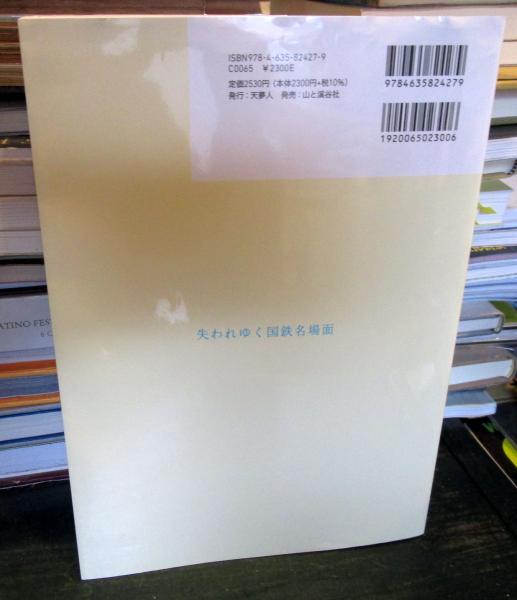 ISBN978-4-635-82427-9
C0065 ¥2300E
定価2530円（本体2300円+税10%）
発行：天夢人 発売：山と溪谷社
9784635824279
1920065023006
失われゆく国鉄名場面
ATINO FES